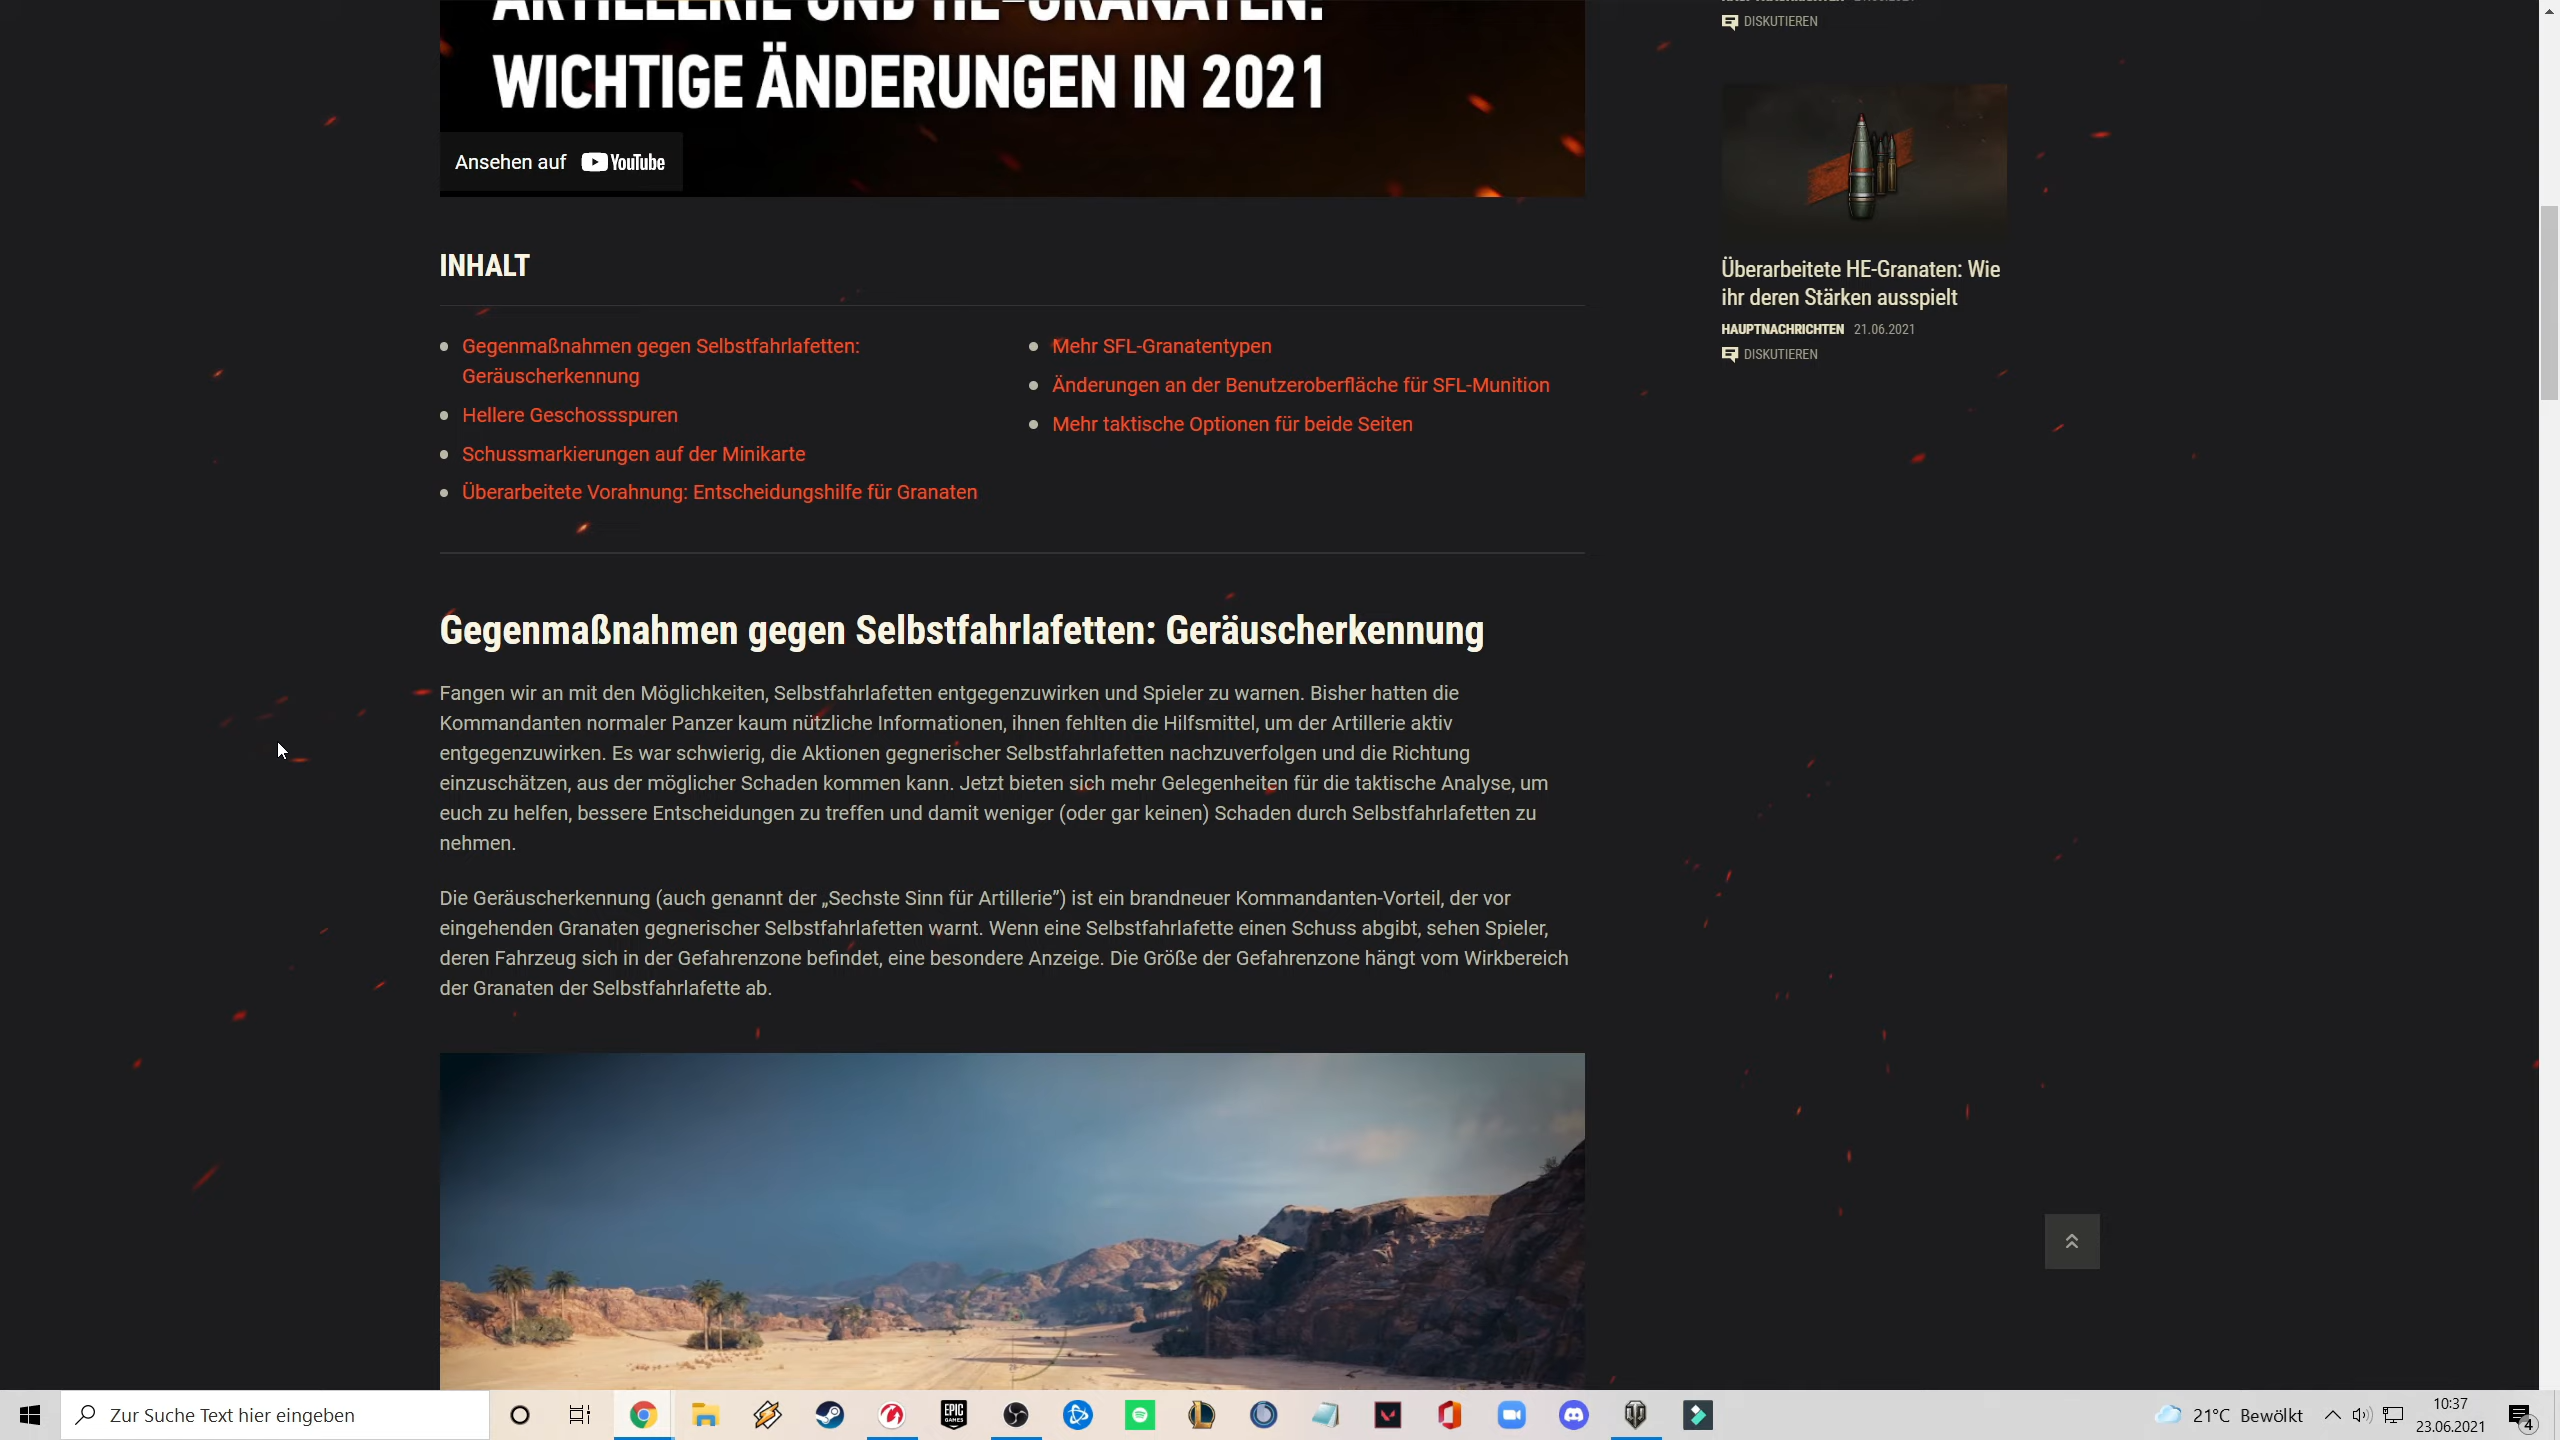 ARTILLERIE UND HE-GRANATEN:
WICHTIGE ÄNDERUNGEN IN 2021
Ansehen auf YouTube
INHALT
Gegenmaßnahmen gegen Selbstfahrlafetten:
Geräuscherkennung
Hellere Geschossspuren
Schussmarkierungen auf der Minikarte
Überarbeitete Vorahnung: Entscheidungshilfe für Granaten
Mehr SFL-Granatentypen
Änderungen an der Benutzeroberfläche für SFL-Munition
Mehr taktische Optionen für beide Seiten
Gegenmaßnahmen gegen Selbstfahrlafetten: Geräuscherkennung
Fangen wir an mit den Möglichkeiten, Selbstfahrlafetten entgegenzuwirken und Spieler zu warnen. Bisher hatten die
Kommandanten normaler Panzer kaum nützliche Informationen, ihnen fehlten die Hilfsmittel, um der Artillerie aktiv
entgegenzuwirken. Es war schwierig, die Aktionen gegnerischer Selbstfahrlafetten nachzuverfolgen und die Richtung
einzuschätzen, aus der möglicher Schaden kommen kann. Jetzt bieten sich mehr Gelegenheiten für die taktische Analyse, um
euch zu helfen, bessere Entscheidungen zu treffen und damit weniger (oder gar keinen) Schaden durch Selbstfahrlafetten zu
nehmen.
Die Geräuscherkennung (auch genannt der „Sechste Sinn für Artillerie”) ist ein brandneuer Kommandanten-Vorteil, der vor
eingehenden Granaten gegnerischer Selbstfahrlafetten warnt. Wenn eine Selbstfahrlafette einen Schuss abgibt, sehen Spieler,
deren Fahrzeug sich in der Gefahrenzone befindet, eine besondere Anzeige. Die Größe der Gefahrenzone hängt vom Wirkbereich
der Granaten der Selbstfahrlafette ab.
DISKUTIEREN
Überarbeitete HE-Granaten: Wie
ihr deren Stärken ausspielt
HAUPTNACHRICHTEN 21.06.2021
DISKUTIEREN
Zur Suche Text hier eingeben
EPIC
GAMES
21°C Bewölkt
10:37
23.06.2021
4